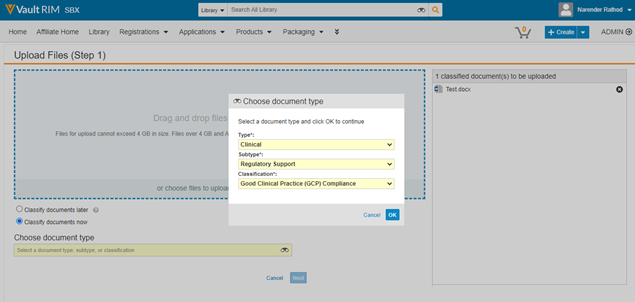 Vault RIM SBX
Library
Search All Library
Narender Rathod
Home
Affiliate Home
Library
Registrations
Applications
Products
Packaging
0
Create
ADMIN
Upload Files (Step 1)
Drag and drop files
Files for upload cannot exceed 4 GB in size. Files over 4 GB and A
or choose files to upload
1 classified document(s) to be uploaded
Test.docx
Choose document type
Select a document type and click OK to continue
Type*:
Clinical
Subtype*:
Regulatory Support
Classification*:
Good Clinical Practice (GCP) Compliance
Cancel
OK
Classify documents later
Classify documents now
Choose document type
Select a document type, subtype, or classification
Cancel
Next